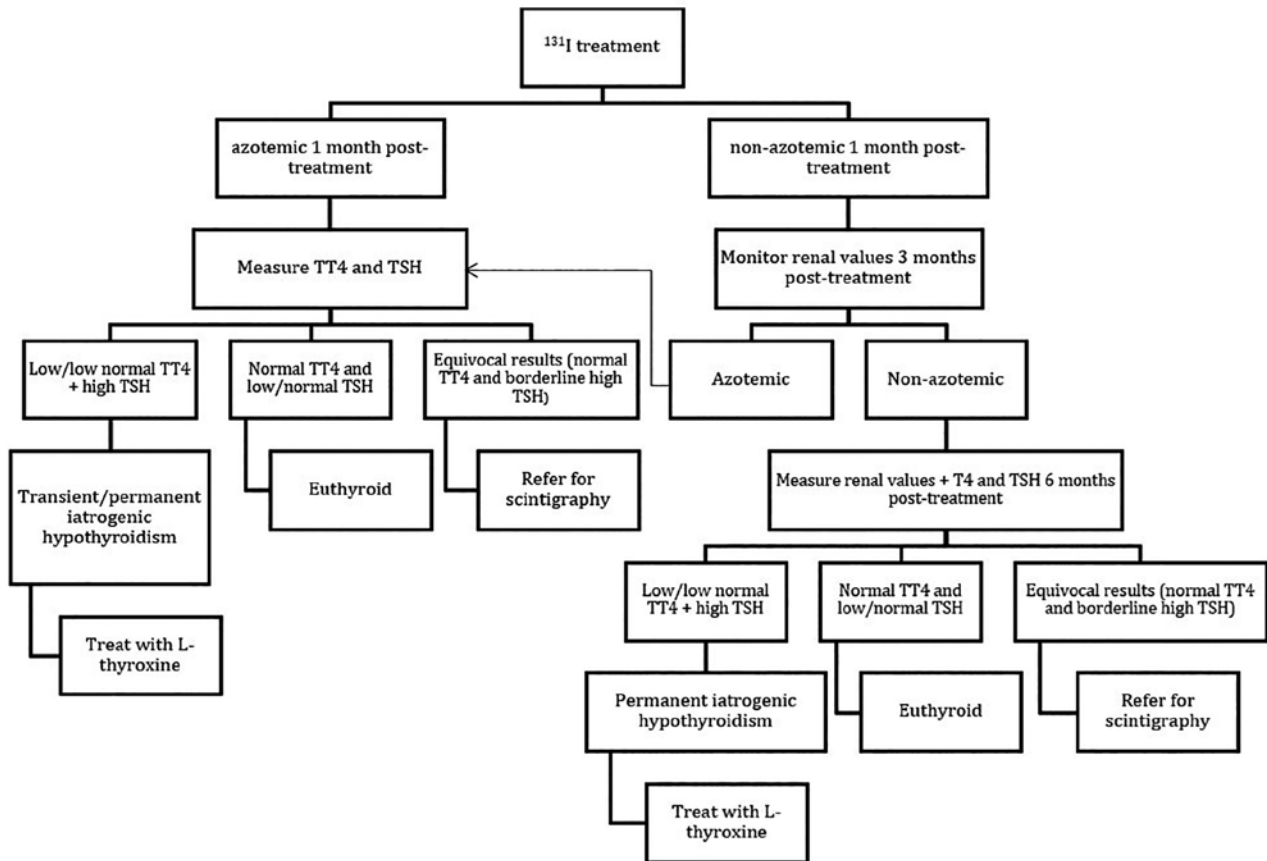 ¹³¹I treatment
azotemic 1 month post-
treatment
non-azotemic 1 month post-
treatment
Measure TT4 and TSH
Monitor renal values 3 months
post-treatment
Low/low normal TT4
+ high TSH
Normal TT4 and
low/normal TSH
Equivocal results (normal
TT4 and borderline high
TSH)
Azotemic
Non-azotemic
Transient/permanent
iatrogenic
hypothyroidism
Euthyroid
Refer for
scintigraphy
Measure renal values + T4 and TSH 6 months
post-treatment
Treat with L-
thyroxine
Low/low normal
TT4 + high TSH
Normal TT4 and
low/normal TSH
Equivocal results (normal TT4
and borderline high TSH)
Permanent iatrogenic
hypothyroidism
Euthyroid
Refer for
scintigraphy
Treat with L-
thyroxine